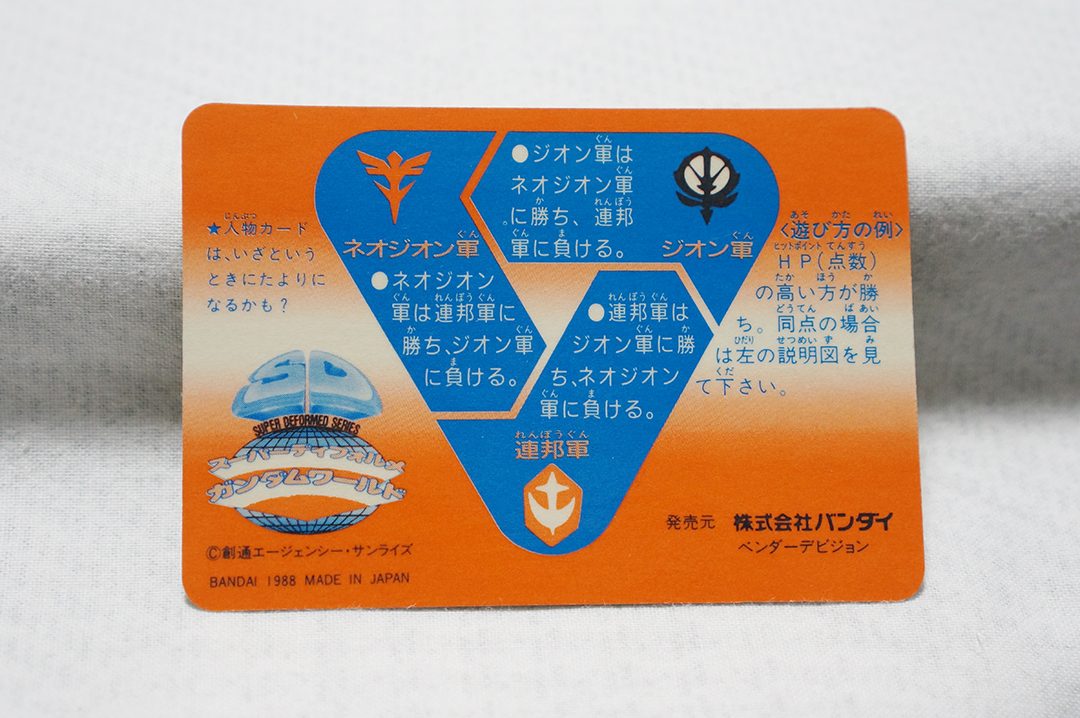 ★人物カード
は、いざという
ときにたよりに
なるかも？
ネオジオン軍
●ジオン軍は
ネオジオン軍
に勝ち、連邦
軍に負ける。
ジオン軍
●ネオジオン
軍は連邦軍に
勝ち、ジオン軍
に負ける。
●連邦軍は
ジオン軍に勝
ち、ネオジオン
軍に負ける。
連邦軍
〈遊び方の例〉
HP(点数)
の高い方が勝
ち。同点の場合
は左の説明図を見
て下さい。
SD
SUPER DEFORMED SERIES
スーパーディフォルメ
ガンダムワールド
©創通エージェンシー・サンライズ
BANDAI 1988 MADE IN JAPAN
発売元 株式会社バンダイ
ベンダーデビジョン